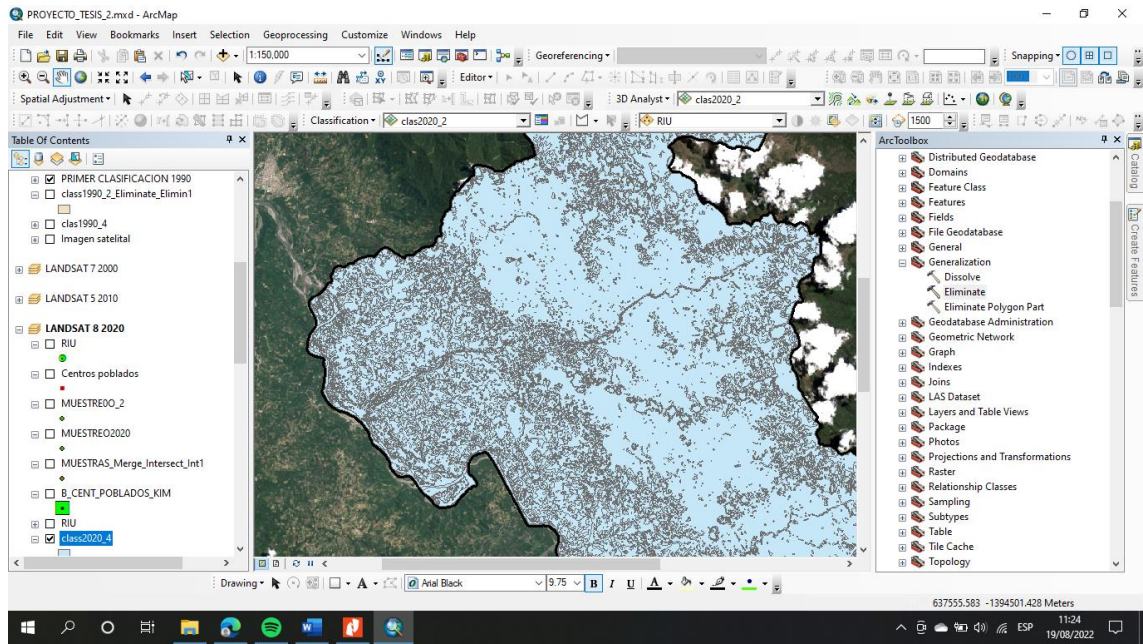 PROYECTO_TESIS_2.mxd - ArcMap
File Edit View Bookmarks Insert Selection Geoprocessing Customize Windows Help
1:150,000 Georeferencing Snapping
Editor
Spatial Adjustment 3D Analyst clas2020_2
Classification clas2020_2 RIU 1500
Table Of Contents
PRIMER CLASIFICACION 1990
class1990_2_Eliminate_Elimin1
clas1990_4
Imagen satelital
LANDSAT 7 2000
LANDSAT 5 2010
LANDSAT 8 2020
RIU
Centros poblados
MUESTREO_2
MUESTREO2020
MUESTRAS_Merge_Intersect_Int1
B_CENT_POBLADOS_KIM
RIU
class2020_4
ArcToolbox
Distributed Geodatabase
Domains
Feature Class
Features
Fields
File Geodatabase
General
Generalization
Dissolve
Eliminate
Eliminate Polygon Part
Geodatabase Administration
Geometric Network
Graph
Indexes
Joins
LAS Dataset
Layers and Table Views
Package
Photos
Projections and Transformations
Raster
Relationship Classes
Sampling
Subtypes
Table
Tile Cache
Topology
Catalog
Create Features
Drawing A Arial Black 9.75 B I U A
637555.583 -1394501.428 Meters
ESP 11:24
19/08/2022